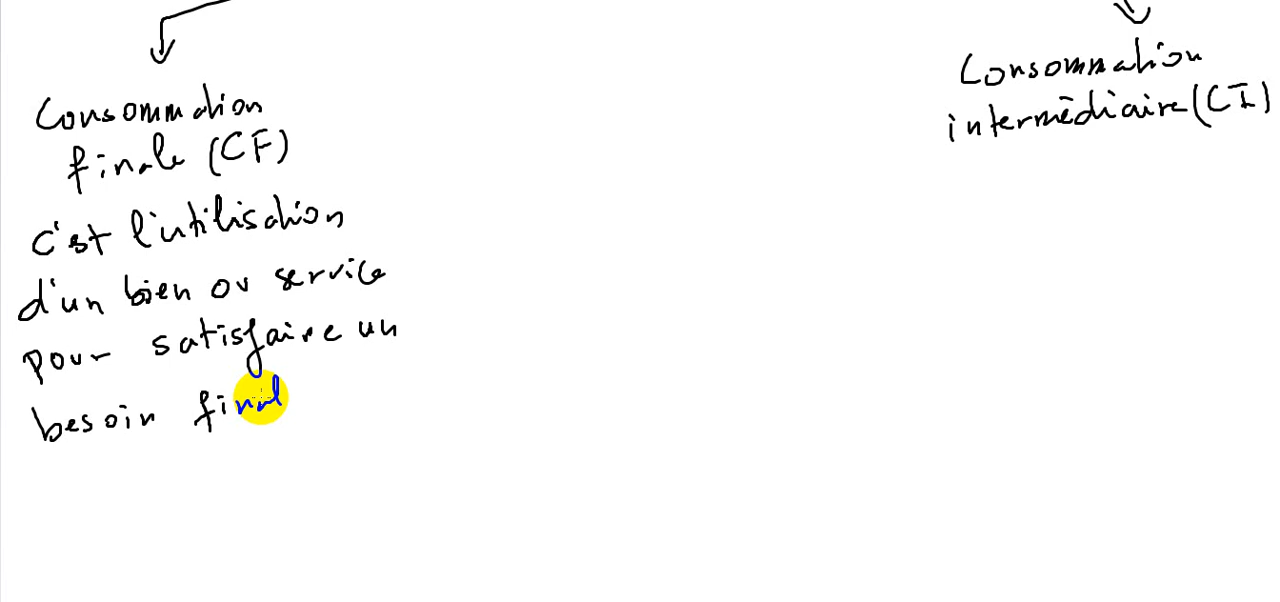 Consommation
finale (CF)
c'est l'utilisation
d'un bien ou service
pour satisfaire un
besoin final
Consommation
intermédiaire (CI)